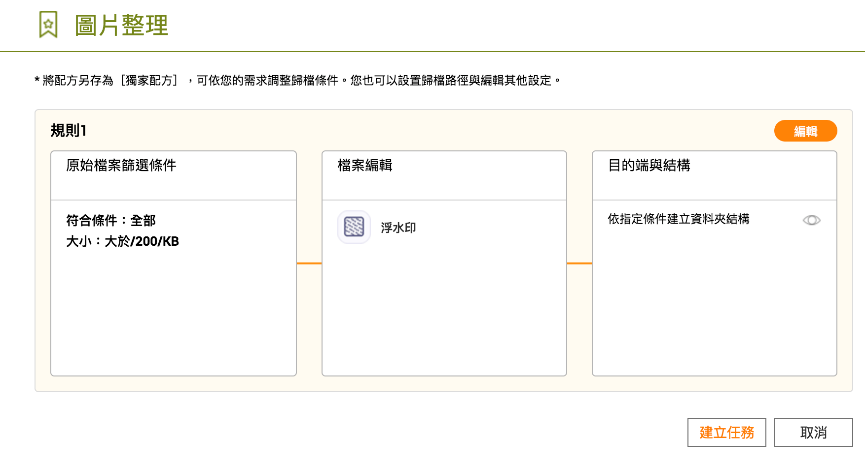 圖片整理
* 將配方另存為［獨家配方］，可依您的需求調整歸檔條件。您也可以設置歸檔路徑與編輯其他設定。
規則1
編輯
原始檔案篩選條件
符合條件：全部
大小：大於/200/KB
檔案編輯
浮水印
目的端與結構
依指定條件建立資料夾結構
建立任務
取消